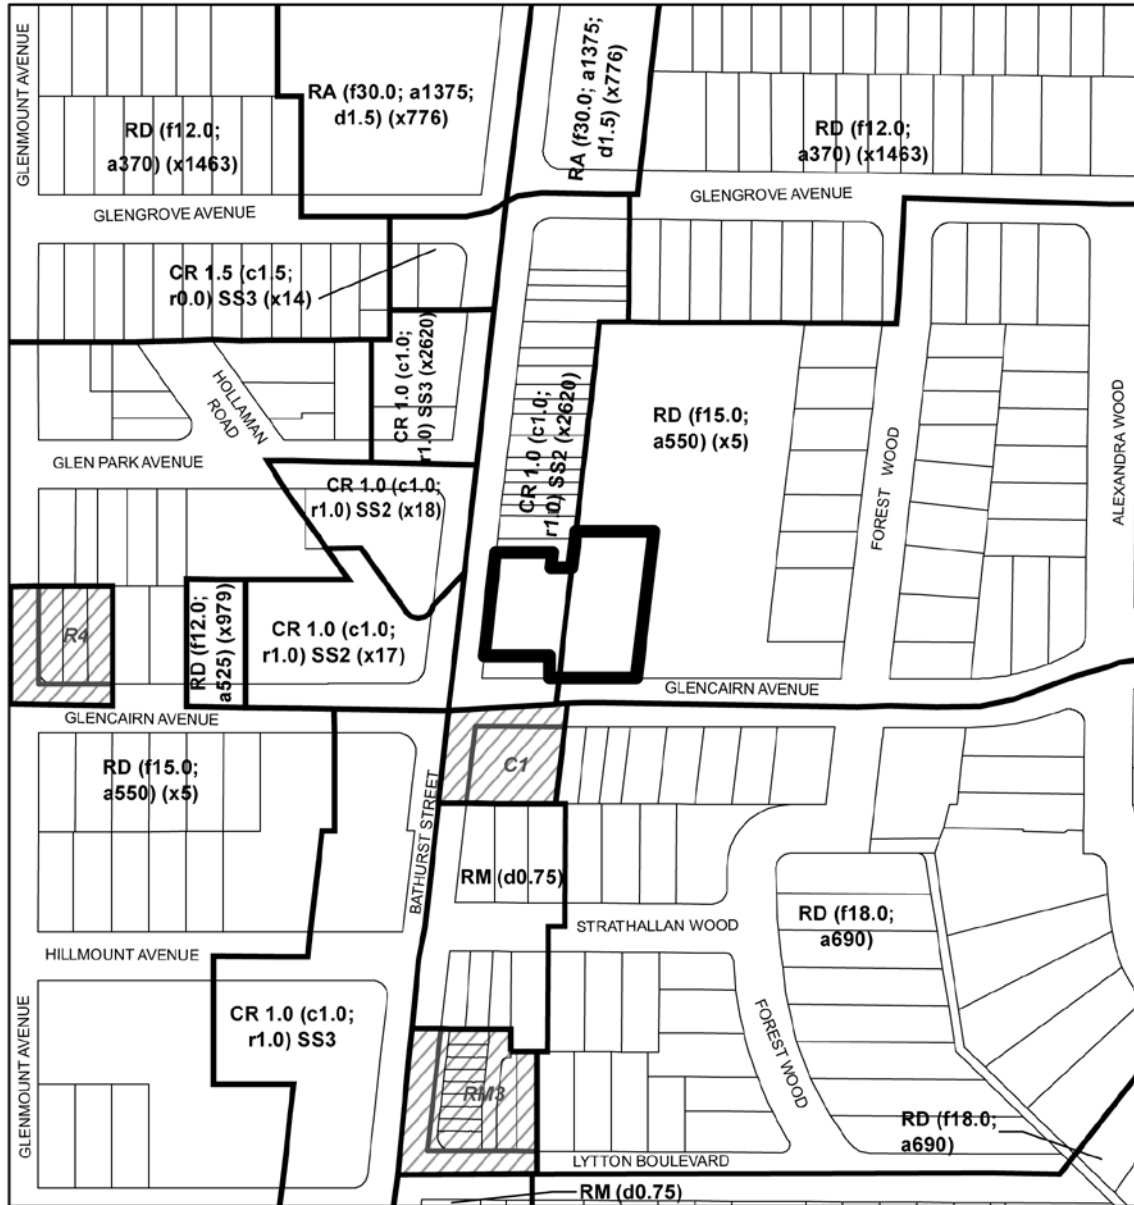 GLENMOUNT AVENUE
RA (f30.0; a1375;
d1.5) (x776)
RA (f30.0; a1375;
d1.5) (x776)
RD (f12.0;
a370) (x1463)
RD (f12.0;
a370) (x1463)
GLENGROVE AVENUE
GLENGROVE AVENUE
CR 1.5 (c1.5;
r0.0) SS3 (x14)
CR 1.0 (c1.0;
r1.0) SS3 (x2620)
HOLLAMAN
ROAD
CR 1.0 (c1.0;
r1.0) SS2 (x2620)
RD (f15.0;
a550) (x5)
FOREST WOOD
ALEXANDRA WOOD
GLEN PARK AVENUE
CR 1.0 (c1.0;
r1.0) SS2 (x18)
R4
RD (f12.0;
a525) (x979)
CR 1.0 (c1.0;
r1.0) SS2 (x17)
GLENCAIRN AVENUE
GLENCAIRN AVENUE
RD (f15.0;
a550) (x5)
BATHURST STREET
C1
RM (d0.75)
STRATHALLAN WOOD
RD (f18.0;
a690)
HILLMOUNT AVENUE
GLENMOUNT AVENUE
CR 1.0 (c1.0;
r1.0) SS3
FOREST WOOD
RM3
RD (f18.0;
a690)
LYTTON BOULEVARD
RM (d0.75)